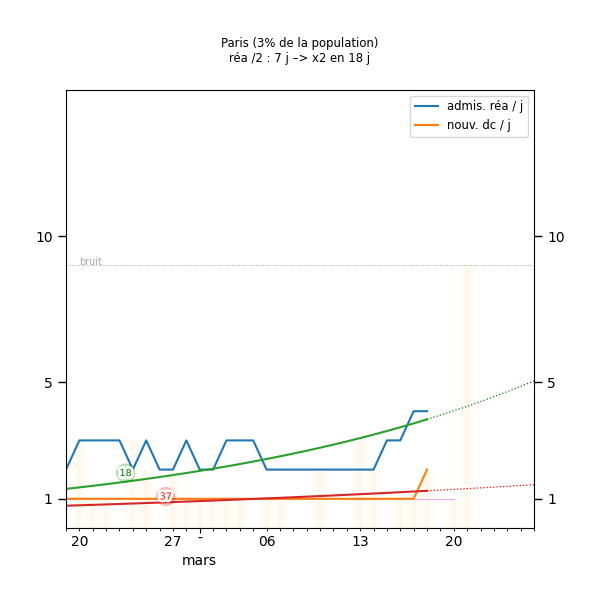 Paris (3% de la population)
réa /2 : 7 j –> x2 en 18 j
admis. réa / j
nouv. dc / j
10
10
bruit
5
5
18
37
1
1
20
27
-
06
13
20
mars